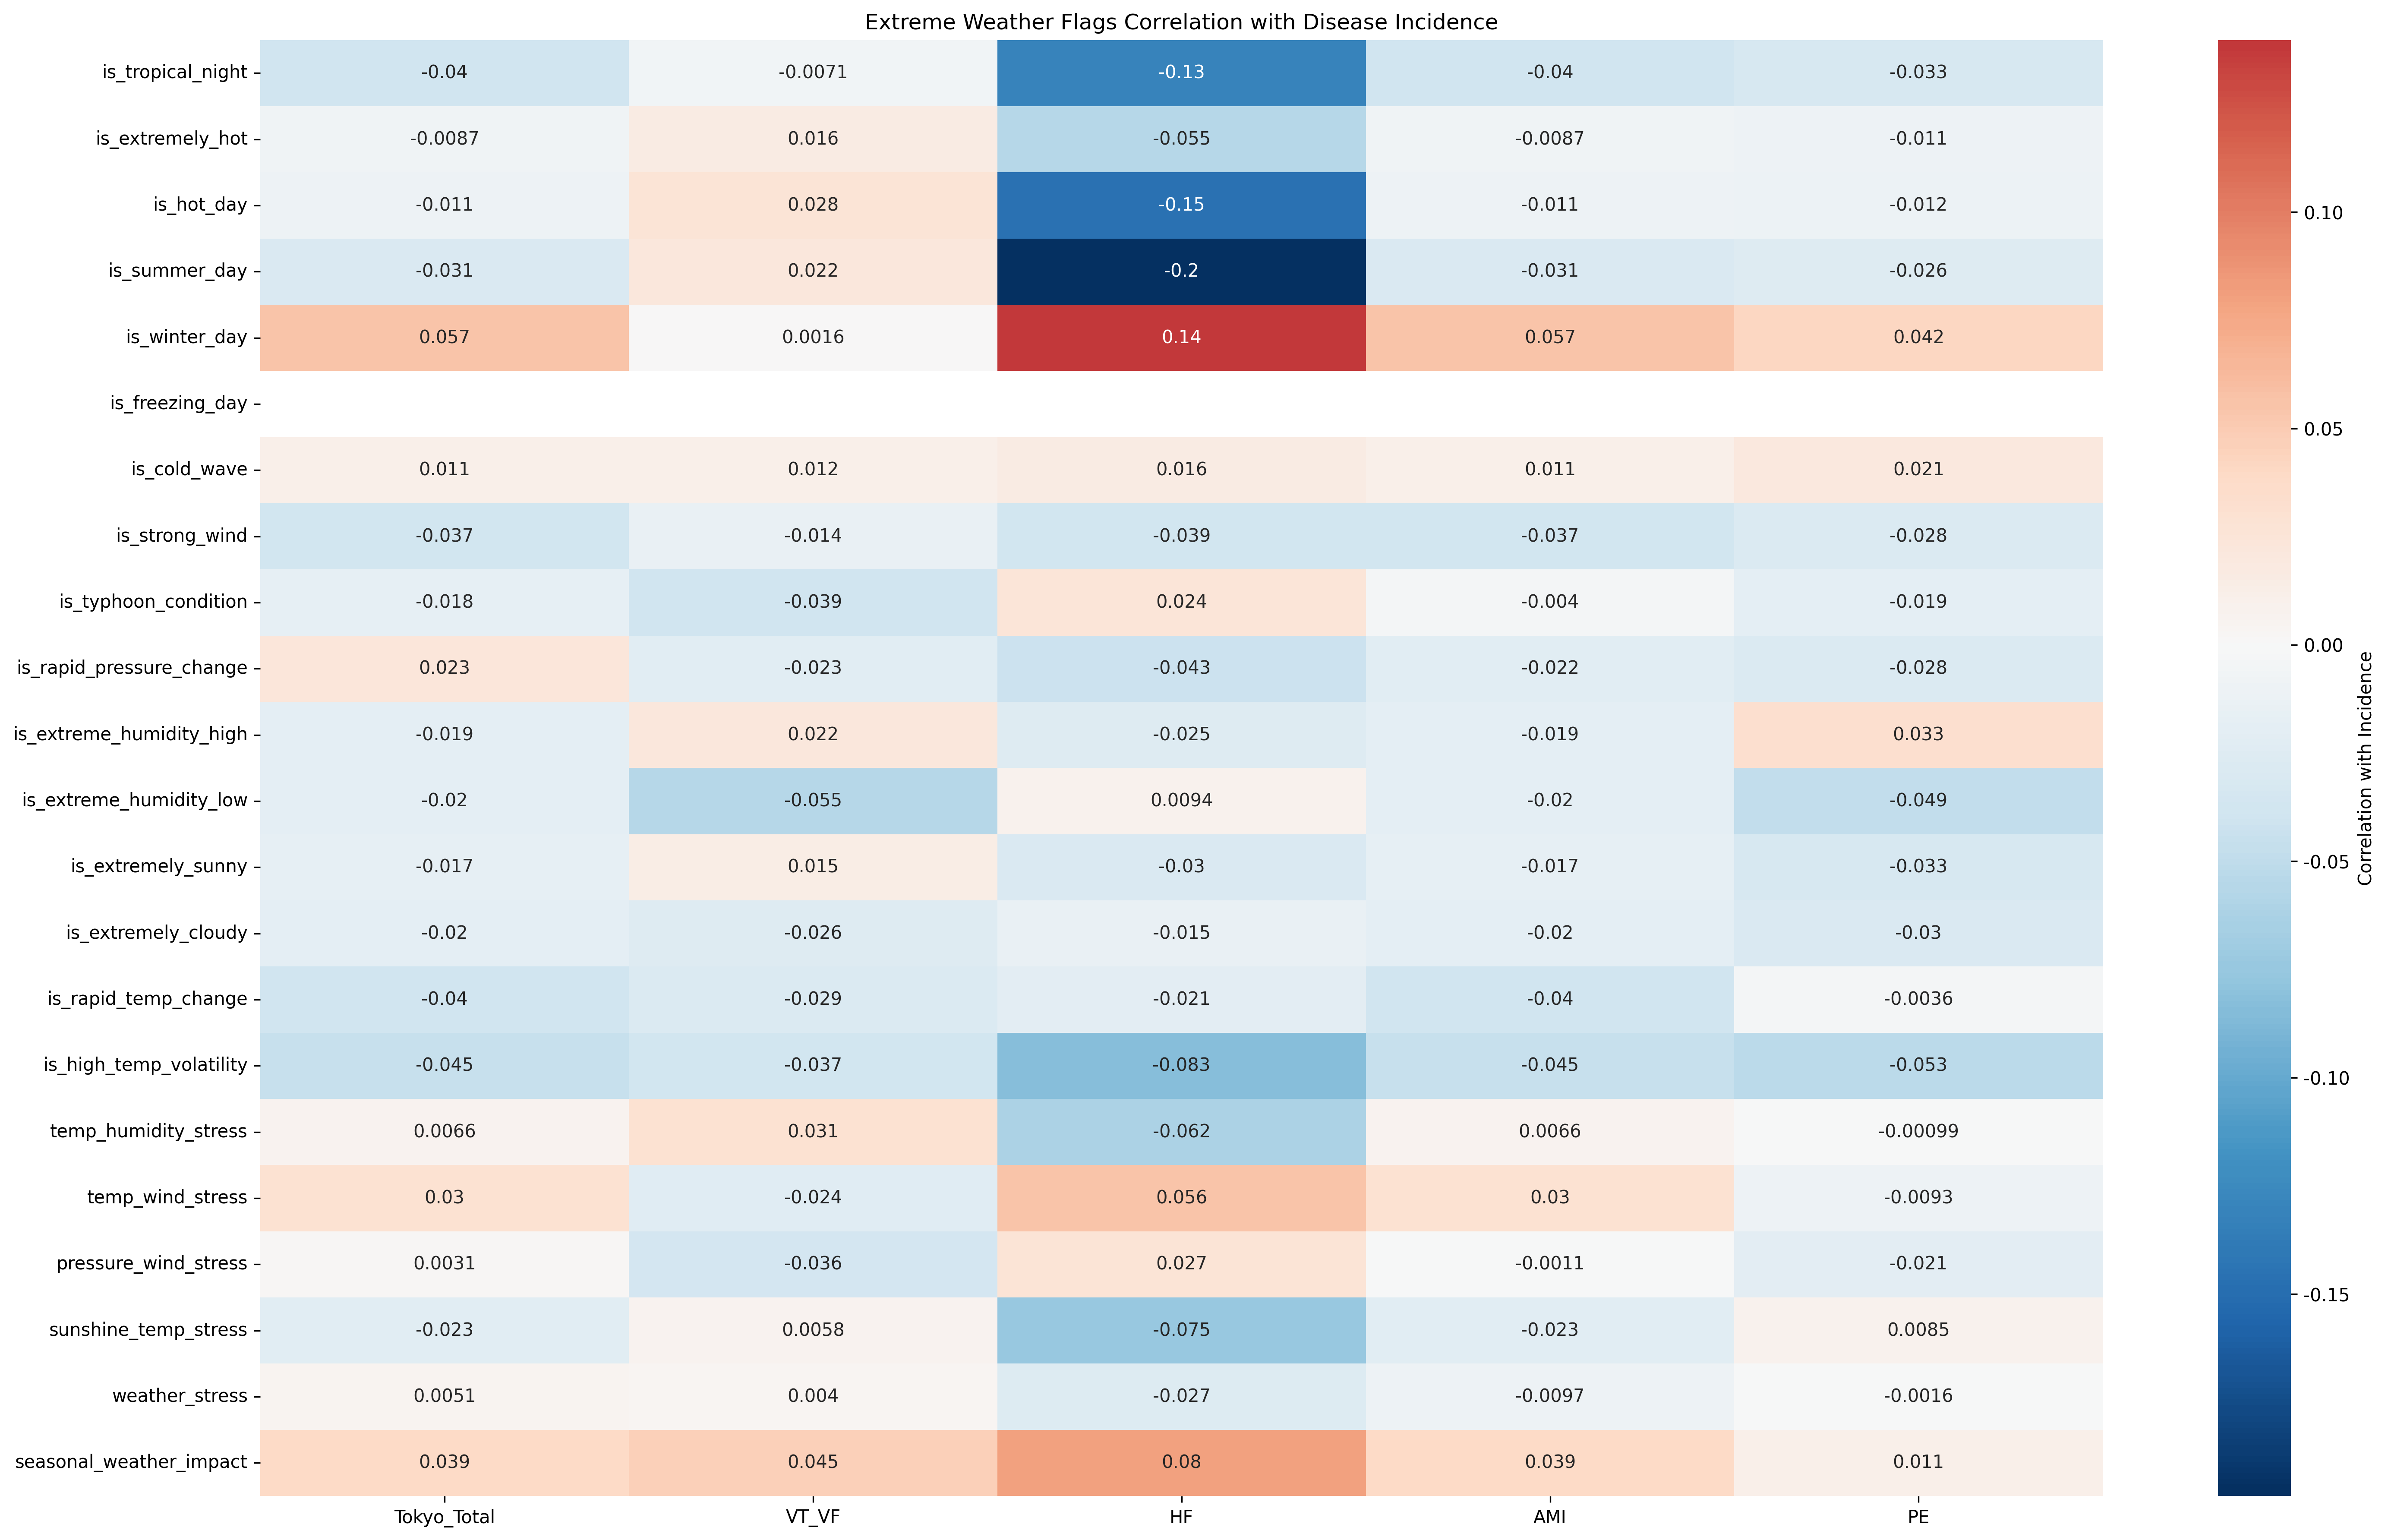 Extreme Weather Flags Correlation with Disease Incidence
is_tropical_night -0.04 -0.0071 -0.13 -0.04 -0.033
is_extremely_hot -0.0087 0.016 -0.055 -0.0087 -0.011
is_hot_day -0.011 0.028 -0.15 -0.011 -0.012
is_summer_day -0.031 0.022 -0.2 -0.031 -0.026
is_winter_day 0.057 0.0016 0.14 0.057 0.042
is_freezing_day
is_cold_wave 0.011 0.012 0.016 0.011 0.021
is_strong_wind -0.037 -0.014 -0.039 -0.037 -0.028
is_typhoon_condition -0.018 -0.039 0.024 -0.004 -0.019
is_rapid_pressure_change 0.023 -0.023 -0.043 -0.022 -0.028
is_extreme_humidity_high -0.019 0.022 -0.025 -0.019 0.033
is_extreme_humidity_low -0.02 -0.055 0.0094 -0.02 -0.049
is_extremely_sunny -0.017 0.015 -0.03 -0.017 -0.033
is_extremely_cloudy -0.02 -0.026 -0.015 -0.02 -0.03
is_rapid_temp_change -0.04 -0.029 -0.021 -0.04 -0.0036
is_high_temp_volatility -0.045 -0.037 -0.083 -0.045 -0.053
temp_humidity_stress 0.0066 0.031 -0.062 0.0066 -0.00099
temp_wind_stress 0.03 -0.024 0.056 0.03 -0.0093
pressure_wind_stress 0.0031 -0.036 0.027 -0.0011 -0.021
sunshine_temp_stress -0.023 0.0058 -0.075 -0.023 0.0085
weather_stress 0.0051 0.004 -0.027 -0.0097 -0.0016
seasonal_weather_impact 0.039 0.045 0.08 0.039 0.011
Tokyo_Total VT_VF HF AMI PE
0.10
0.05
0.00
-0.05
-0.10
-0.15
Correlation with Incidence